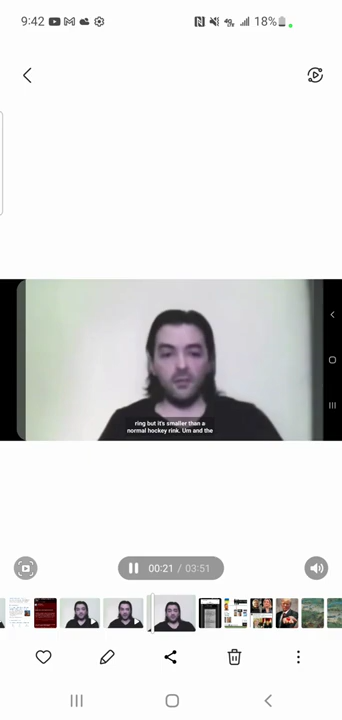 9:42
18%
ring but it's smaller than a
normal hockey rink. Um and the
00:21 / 03:51